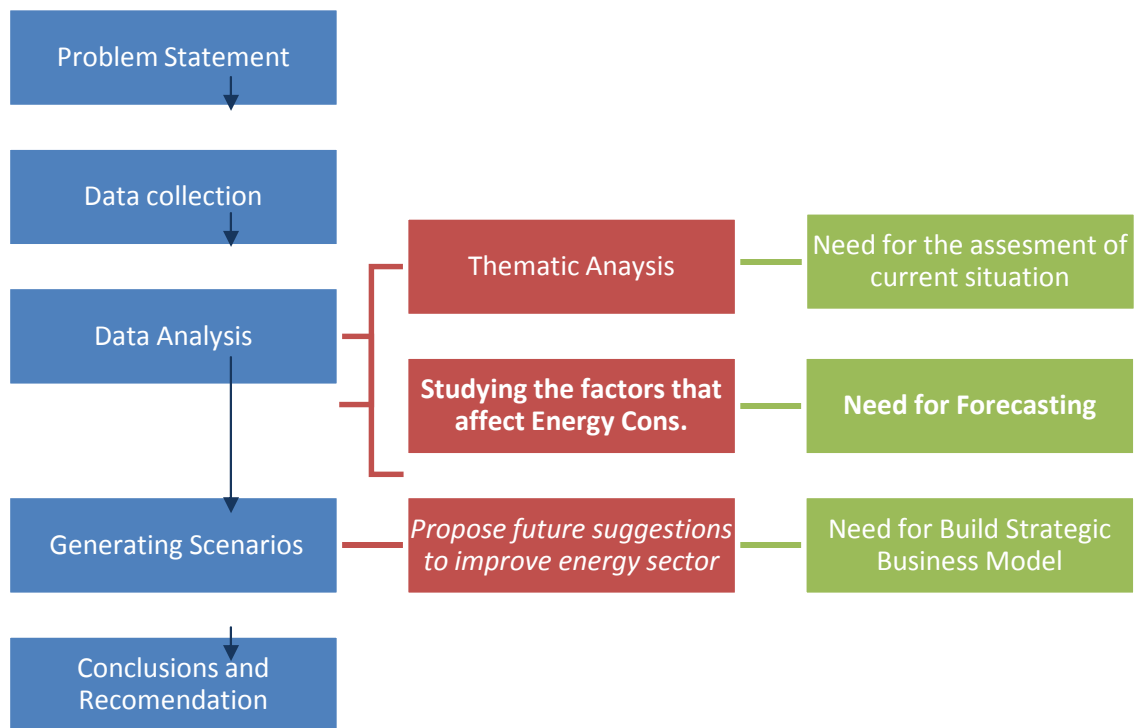 Problem Statement
Data collection
Thematic Anaysis
Need for the assesment of
current situation
Data Analysis
Studying the factors that
affect Energy Cons.
Need for Forecasting
Generating Scenarios
Propose future suggestions
to improve energy sector
Need for Build Strategic
Business Model
Conclusions and
Recomendation